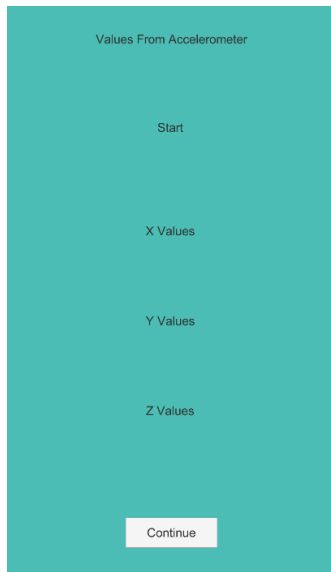 Values From Accelerometer
Start
X Values
Y Values
Z Values
Continue